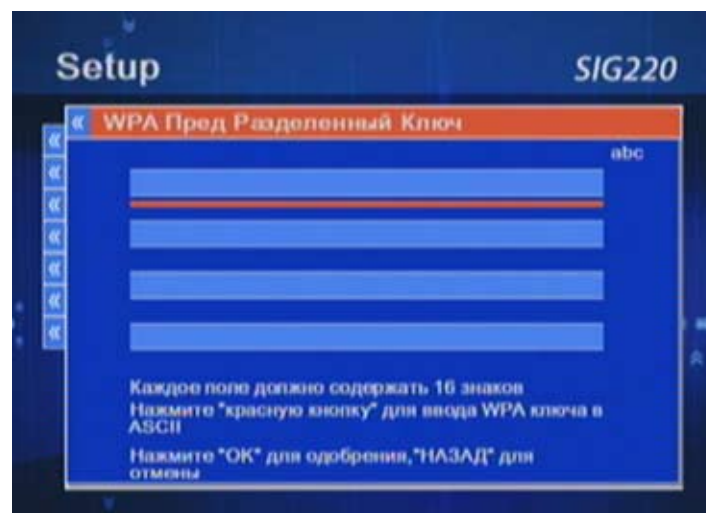 Setup
SIG220
« WPA Пред Разделенный Ключ
abc
Каждое поле должно содержать 16 знаков
Нажмите "красную кнопку" для ввода WPA ключа в
ASCII
Нажмите "ОК" для одобрения,"НАЗАД" для
отмены